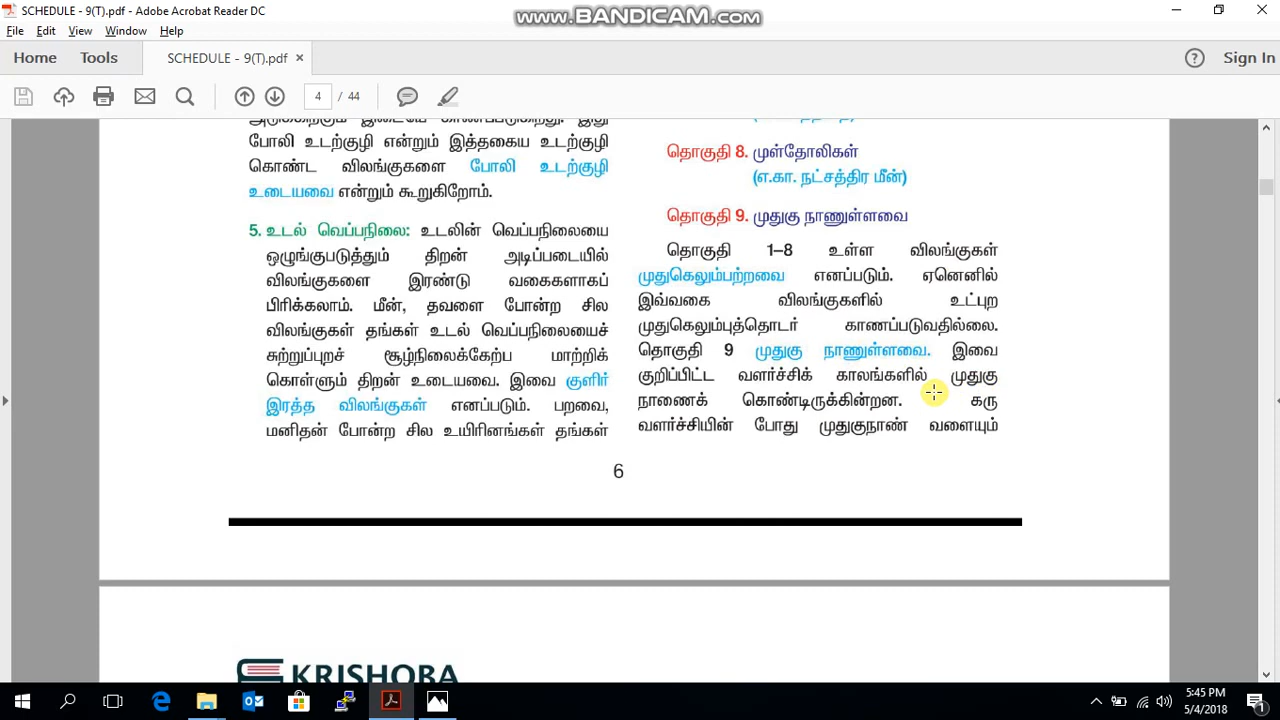 SCHEDULE - 9(T).pdf - Adobe Acrobat Reader DC
www.BANDICAM.com
File Edit View Window Help
Home Tools SCHEDULE - 9(T).pdf × Sign In
4 / 44
போலி உடற்குழி என்றும் இத்தகைய உடற்குழி
கொண்ட விலங்குகளை போலி உடற்குழி
உடையவை என்றும் கூறுகிறோம்.
5. உடல் வெப்பநிலை: உடலின் வெப்பநிலையை
ஒழுங்குபடுத்தும் திறன் அடிப்படையில்
விலங்குகளை இரண்டு வகைகளாகப்
பிரிக்கலாம். மீன், தவளை போன்ற சில
விலங்குகள் தங்கள் உடல் வெப்பநிலையைச்
சுற்றுப்புறச் சூழ்நிலைக்கேற்ப மாற்றிக்
கொள்ளும் திறன் உடையவை. இவை குளிர்
இரத்த விலங்குகள் எனப்படும். பறவை,
மனிதன் போன்ற சில உயிரினங்கள் தங்கள்
தொகுதி 8. முள்தோலிகள்
(எ.கா. நட்சத்திர மீன்)
தொகுதி 9. முதுகு நாணுள்ளவை
தொகுதி 1–8 உள்ள விலங்குகள்
முதுகெலும்பற்றவை எனப்படும். ஏனெனில்
இவ்வகை விலங்குகளில் உட்புற
முதுகெலும்புத்தொடர் காணப்படுவதில்லை.
தொகுதி 9 முதுகு நாணுள்ளவை. இவை
குறிப்பிட்ட வளர்ச்சிக் காலங்களில் முதுகு
நாணைக் கொண்டிருக்கின்றன. கரு
வளர்ச்சியின் போது முதுகுநாண் வளையும்
6
KRISHOBA
5:45 PM
5/4/2018